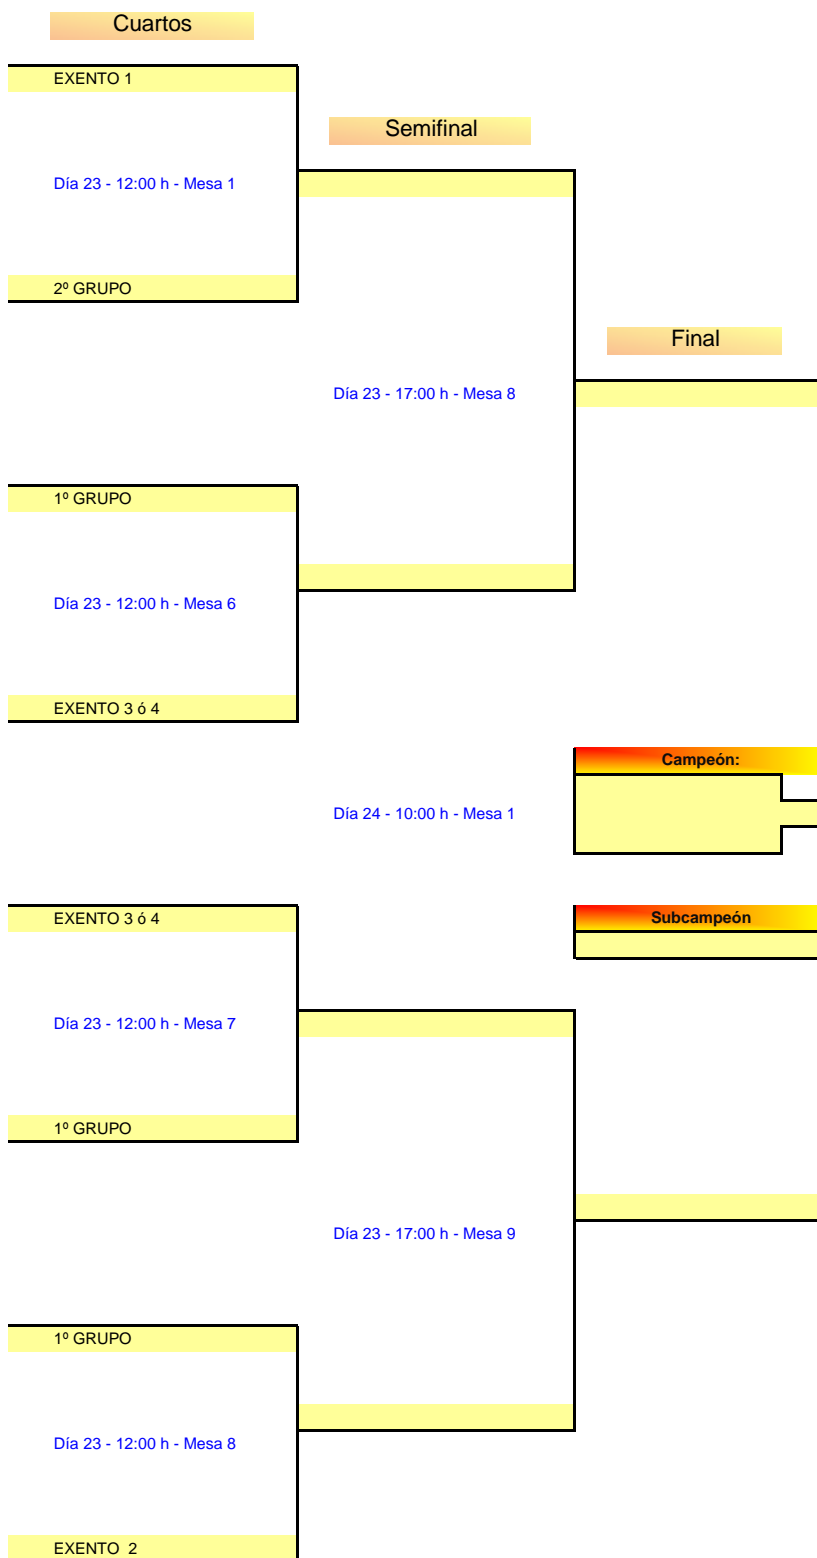 Cuartos
EXENTO 1
Semifinal
Día 23 - 12:00 h - Mesa 1
2º GRUPO
Final
Día 23 - 17:00 h - Mesa 8
1º GRUPO
Día 23 - 12:00 h - Mesa 6
EXENTO 3 ó 4
Campeón:
Día 24 - 10:00 h - Mesa 1
EXENTO 3 ó 4
Subcampeón
Día 23 - 12:00 h - Mesa 7
1º GRUPO
Día 23 - 17:00 h - Mesa 9
1º GRUPO
Día 23 - 12:00 h - Mesa 8
EXENTO  2